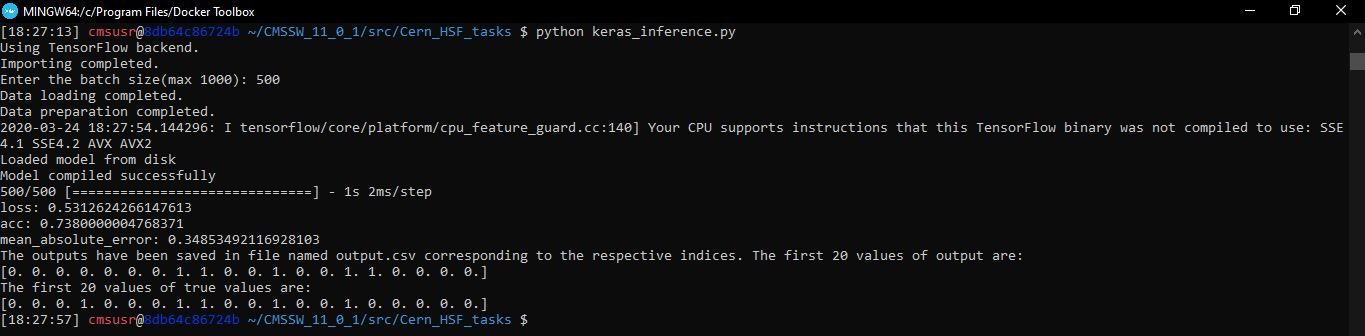 MINGW64:/c/Program Files/Docker Toolbox
[18:27:13] cmsusr@8db64c86724b ~/CMSSW_11_0_1/src/Cern_HSF_tasks $ python keras_inference.py
Using TensorFlow backend.
Importing completed.
Enter the batch size(max 1000): 500
Data loading completed.
Data preparation completed.
2020-03-24 18:27:54.144296: I tensorflow/core/platform/cpu_feature_guard.cc:140] Your CPU supports instructions that this TensorFlow binary was not compiled to use: SSE
4.1 SSE4.2 AVX AVX2
Loaded model from disk
Model compiled successfully
500/500 [==============================] - 1s 2ms/step
loss: 0.5312624266147613
acc: 0.7380000004768371
mean_absolute_error: 0.34853492116928103
The outputs have been saved in file named output.csv corresponding to the respective indices. The first 20 values of output are:
[0. 0. 0. 0. 0. 0. 0. 1. 1. 0. 0. 1. 0. 0. 1. 1. 0. 0. 0. 0.]
The first 20 values of true values are:
[0. 0. 0. 1. 0. 0. 0. 1. 1. 0. 0. 1. 0. 0. 1. 0. 0. 0. 0. 0.]
[18:27:57] cmsusr@8db64c86724b ~/CMSSW_11_0_1/src/Cern_HSF_tasks $